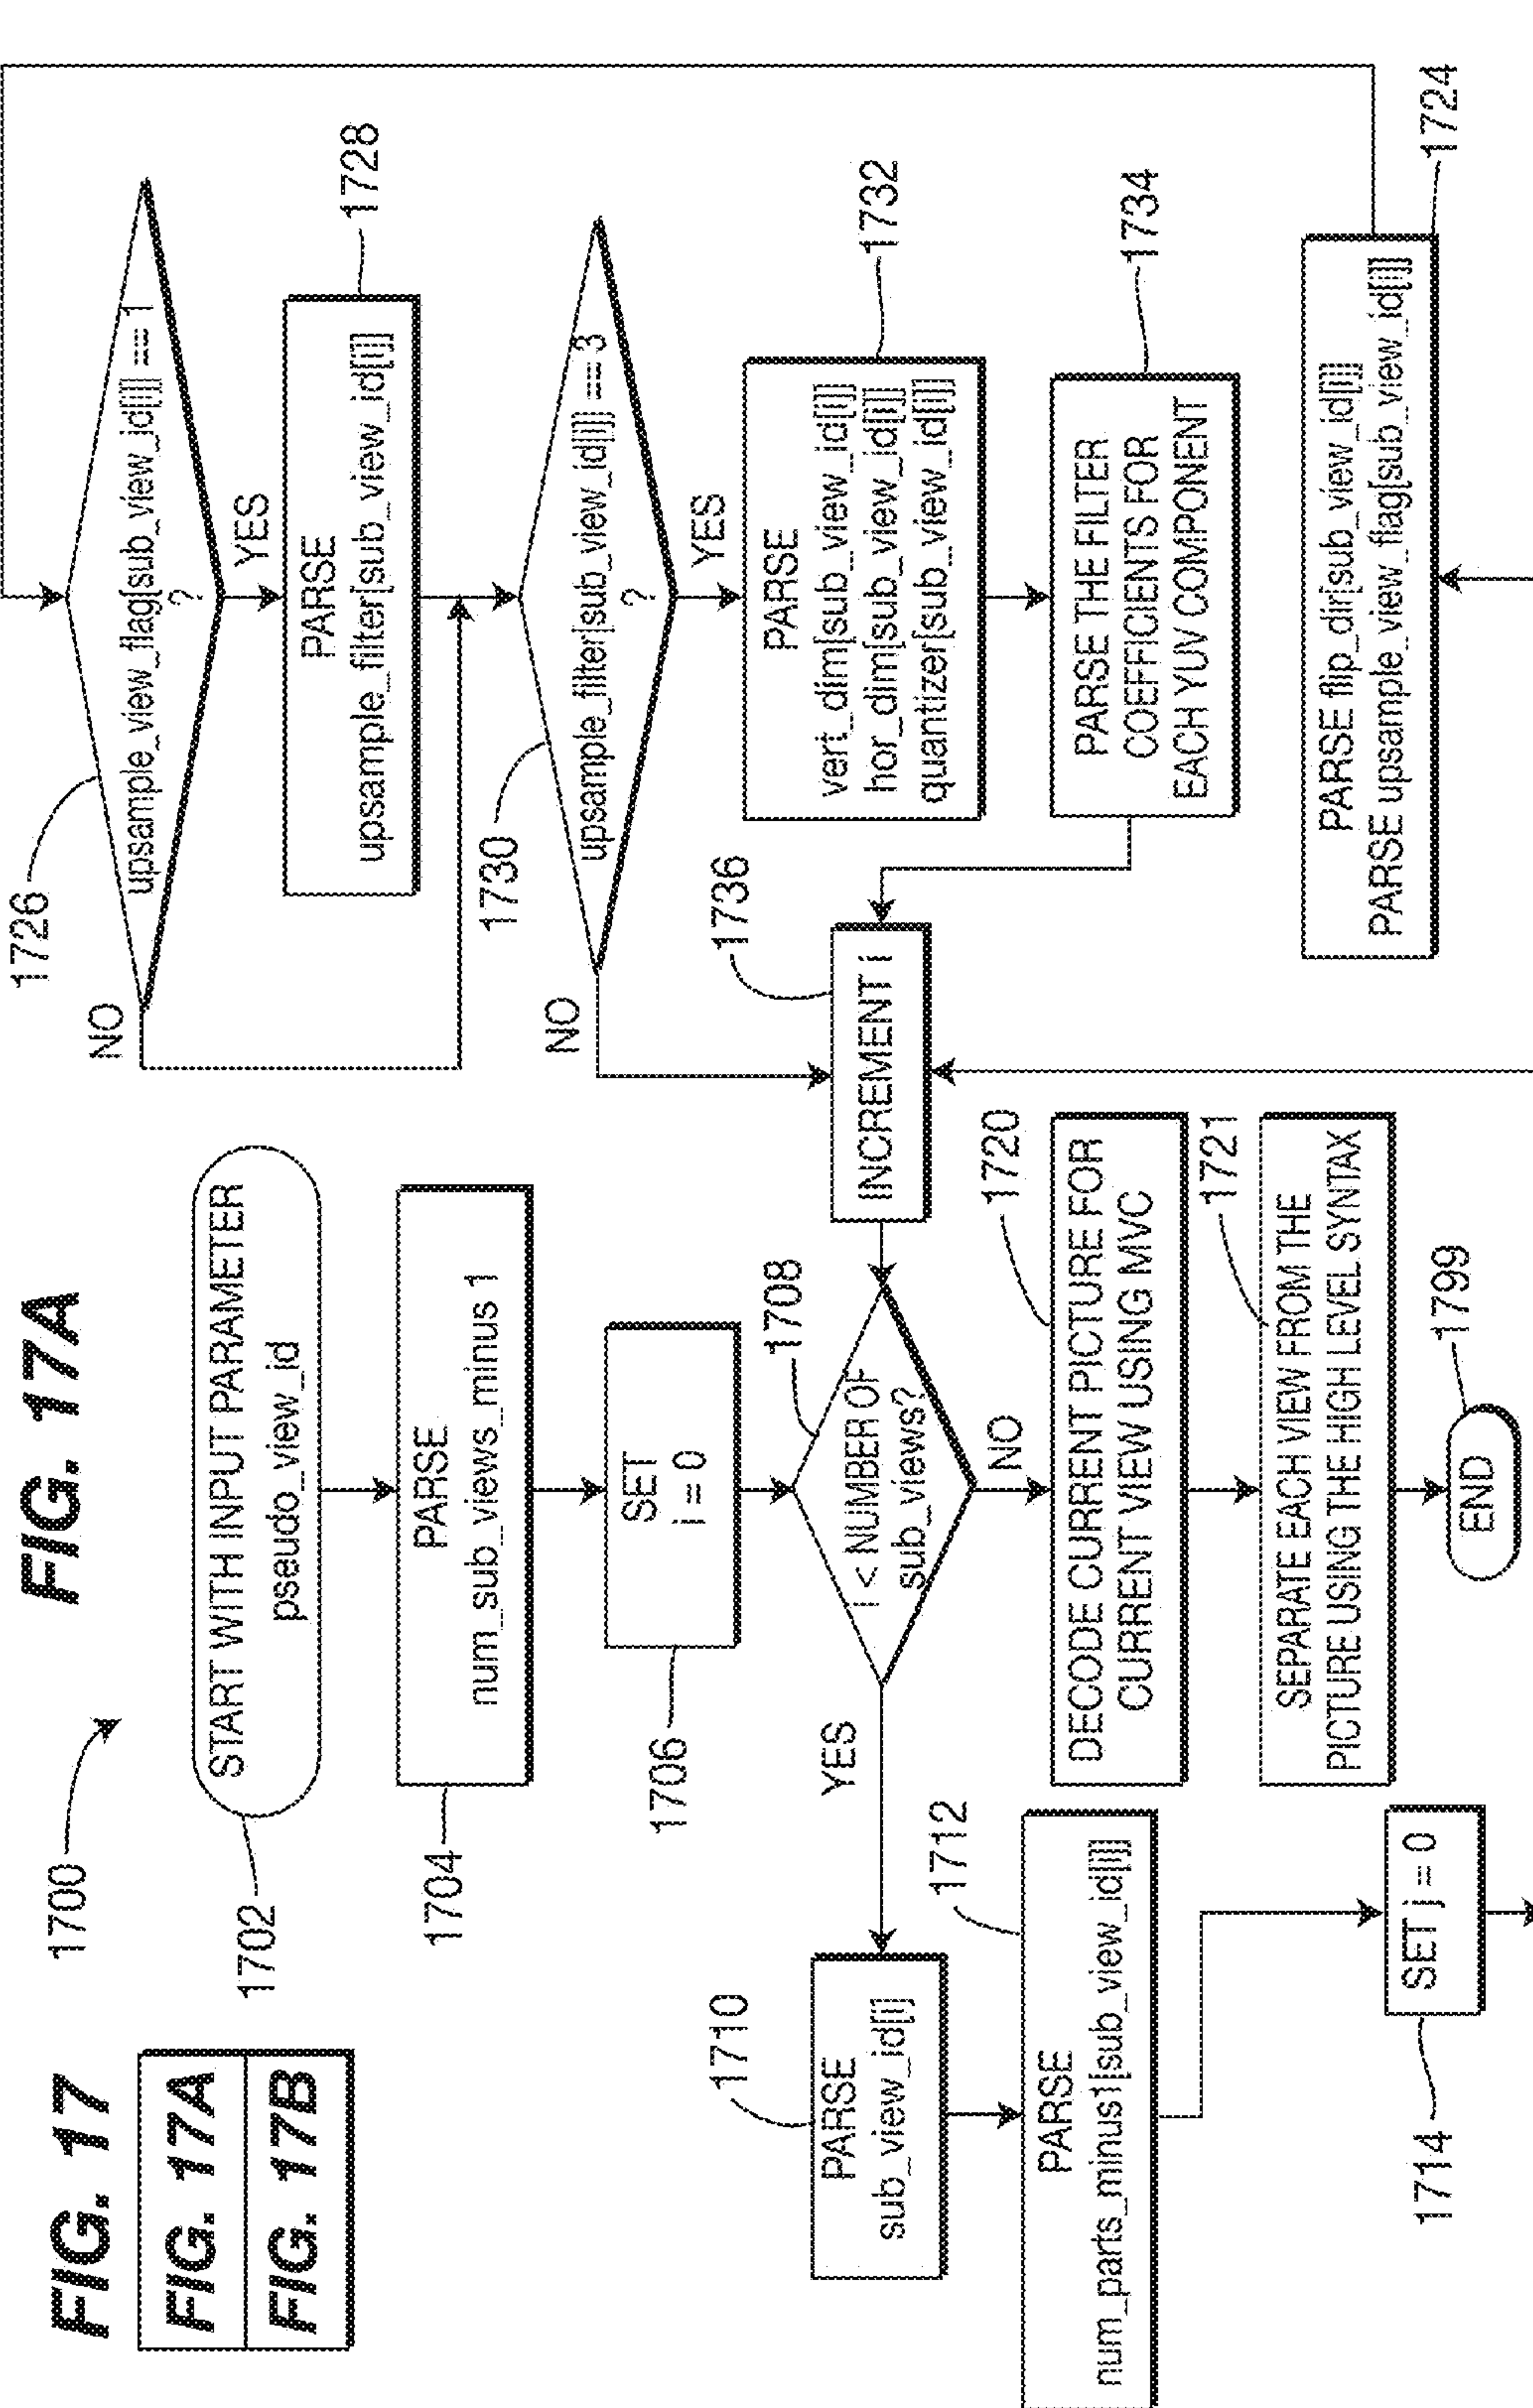 FIG. 17
FIG. 17A
FIG. 17B
FIG. 17A
1700
1702
START WITH INPUT PARAMETER
pseudo_view_id
1704
PARSE
num_sub_views_minus 1
1706
SET
i = 0
1708
i < NUMBER OF
sub_views?
YES
NO
1710
PARSE
sub_view_id[i]
1712
PARSE
num_parts_minus1[sub_view_id[i]]
1714
SET j = 0
1720
DECODE CURRENT PICTURE FOR
CURRENT VIEW USING MVC
1721
SEPARATE EACH VIEW FROM THE
PICTURE USING THE HIGH LEVEL SYNTAX
END
1799
1726
upsample_view_flag[sub_view_id[i]] == 1
?
NO
YES
1728
PARSE
upsample_filter[sub_view_id[i]]
1730
upsample_filter[sub_view_id[i]] == 3
?
NO
YES
1732
PARSE
vert_dim[sub_view_id[i]]
hor_dim[sub_view_id[i]]
quantizer[sub_view_id[i]]
1734
PARSE THE FILTER
COEFFICIENTS FOR
EACH YUV COMPONENT
1736
INCREMENT i
PARSE flip_dir[sub_view_id[i]]
PARSE upsample_view_flag[sub_view_id[i]]
1724